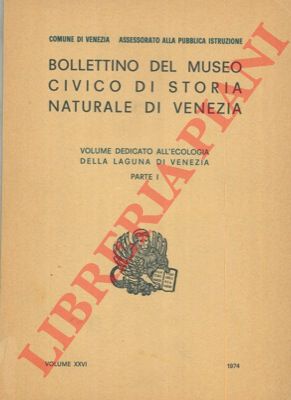 COMUNE DI VENEZIA ASSESSORATO ALLA PUBBLICA ISTRUZIONE
BOLLETTINO DEL MUSEO
CIVICO DI STORIA
NATURALE DI VENEZIA
VOLUME DEDICATO ALL'ECOLOGIA
DELLA LAGUNA DI VENEZIA
PARTE I
LIBRERIA PIANI
VOLUME XXVI 1974